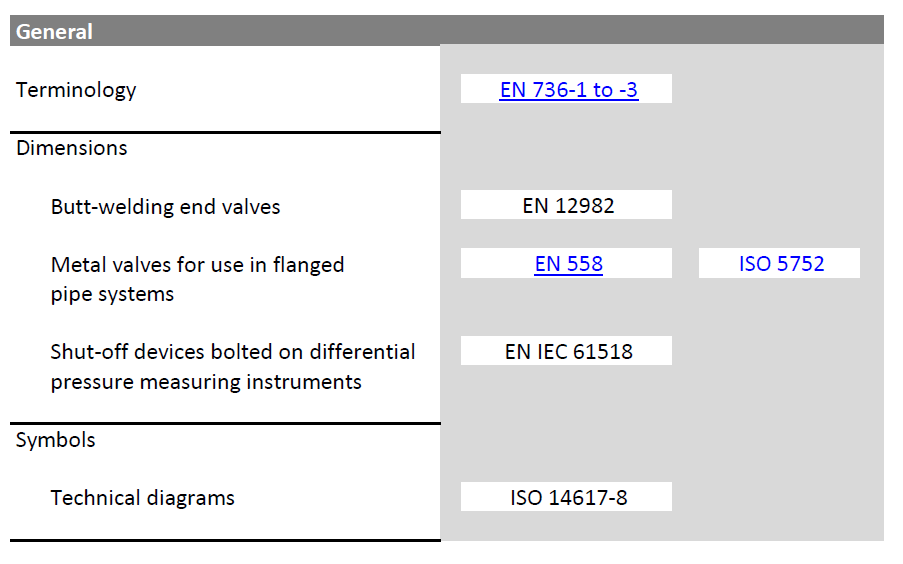 General
Terminology EN 736-1 to -3
Dimensions
Butt-welding end valves EN 12982
Metal valves for use in flanged EN 558 ISO 5752
pipe systems
Shut-off devices bolted on differential EN IEC 61518
pressure measuring instruments
Symbols
Technical diagrams ISO 14617-8